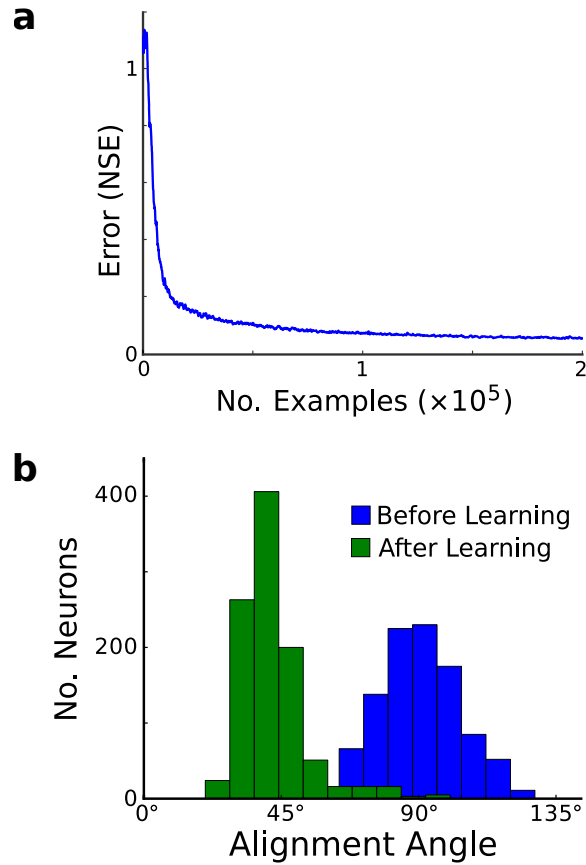 a
1
Error (NSE)
0
0
1
2
No. Examples (×10⁵)
b
400
Before Learning
After Learning
No. Neurons
200
0
0°
45°
90°
135°
Alignment Angle